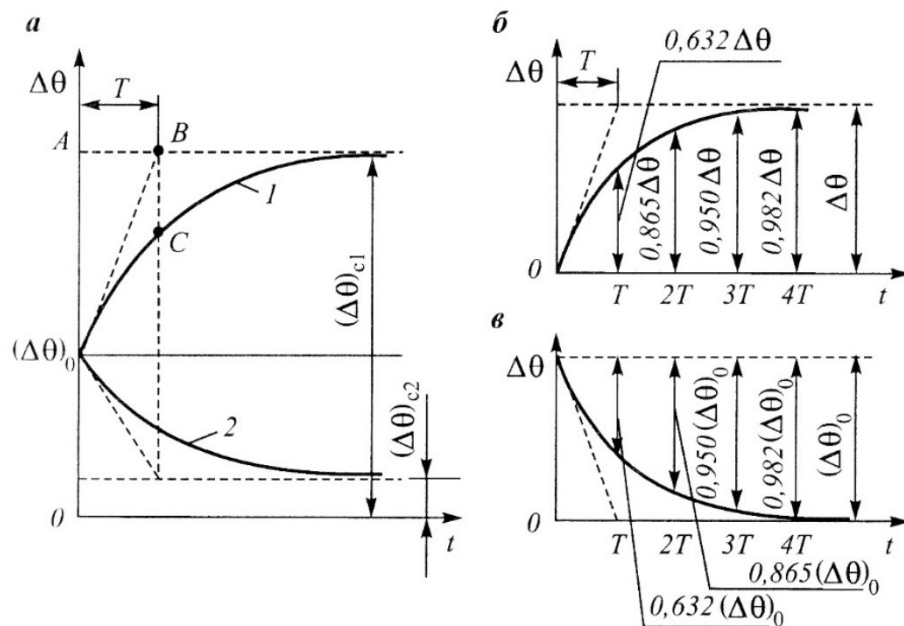 а
Δθ
T
A
B
1
C
(Δθ)₀
2
(Δθ)c1
(Δθ)c2
0
t
б
T
0,632 Δθ
0,865 Δθ
0,950 Δθ
0,982 Δθ
Δθ
0
T 2T 3T 4T t
в
Δθ
0,950 (Δθ)₀
0,982 (Δθ)₀
(Δθ)₀
0
T 2T 3T 4T t
0,865 (Δθ)₀
0,632 (Δθ)₀